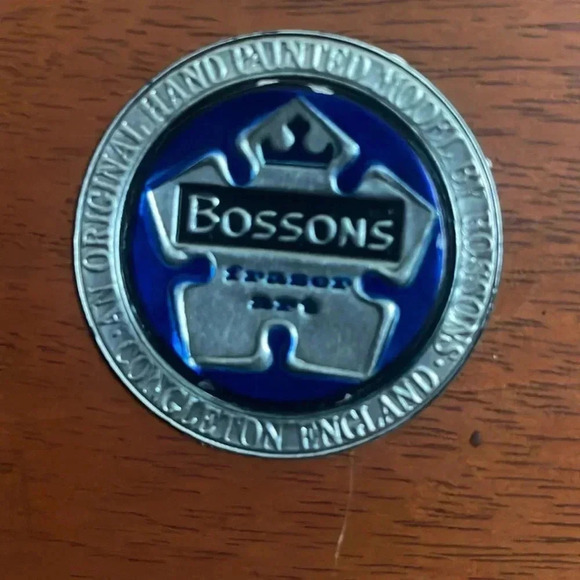 · AN ORIGINAL HAND PAINTED MODEL BY BOSSONS ·
BOSSONS
fraser
art
CONGLETON ENGLAND